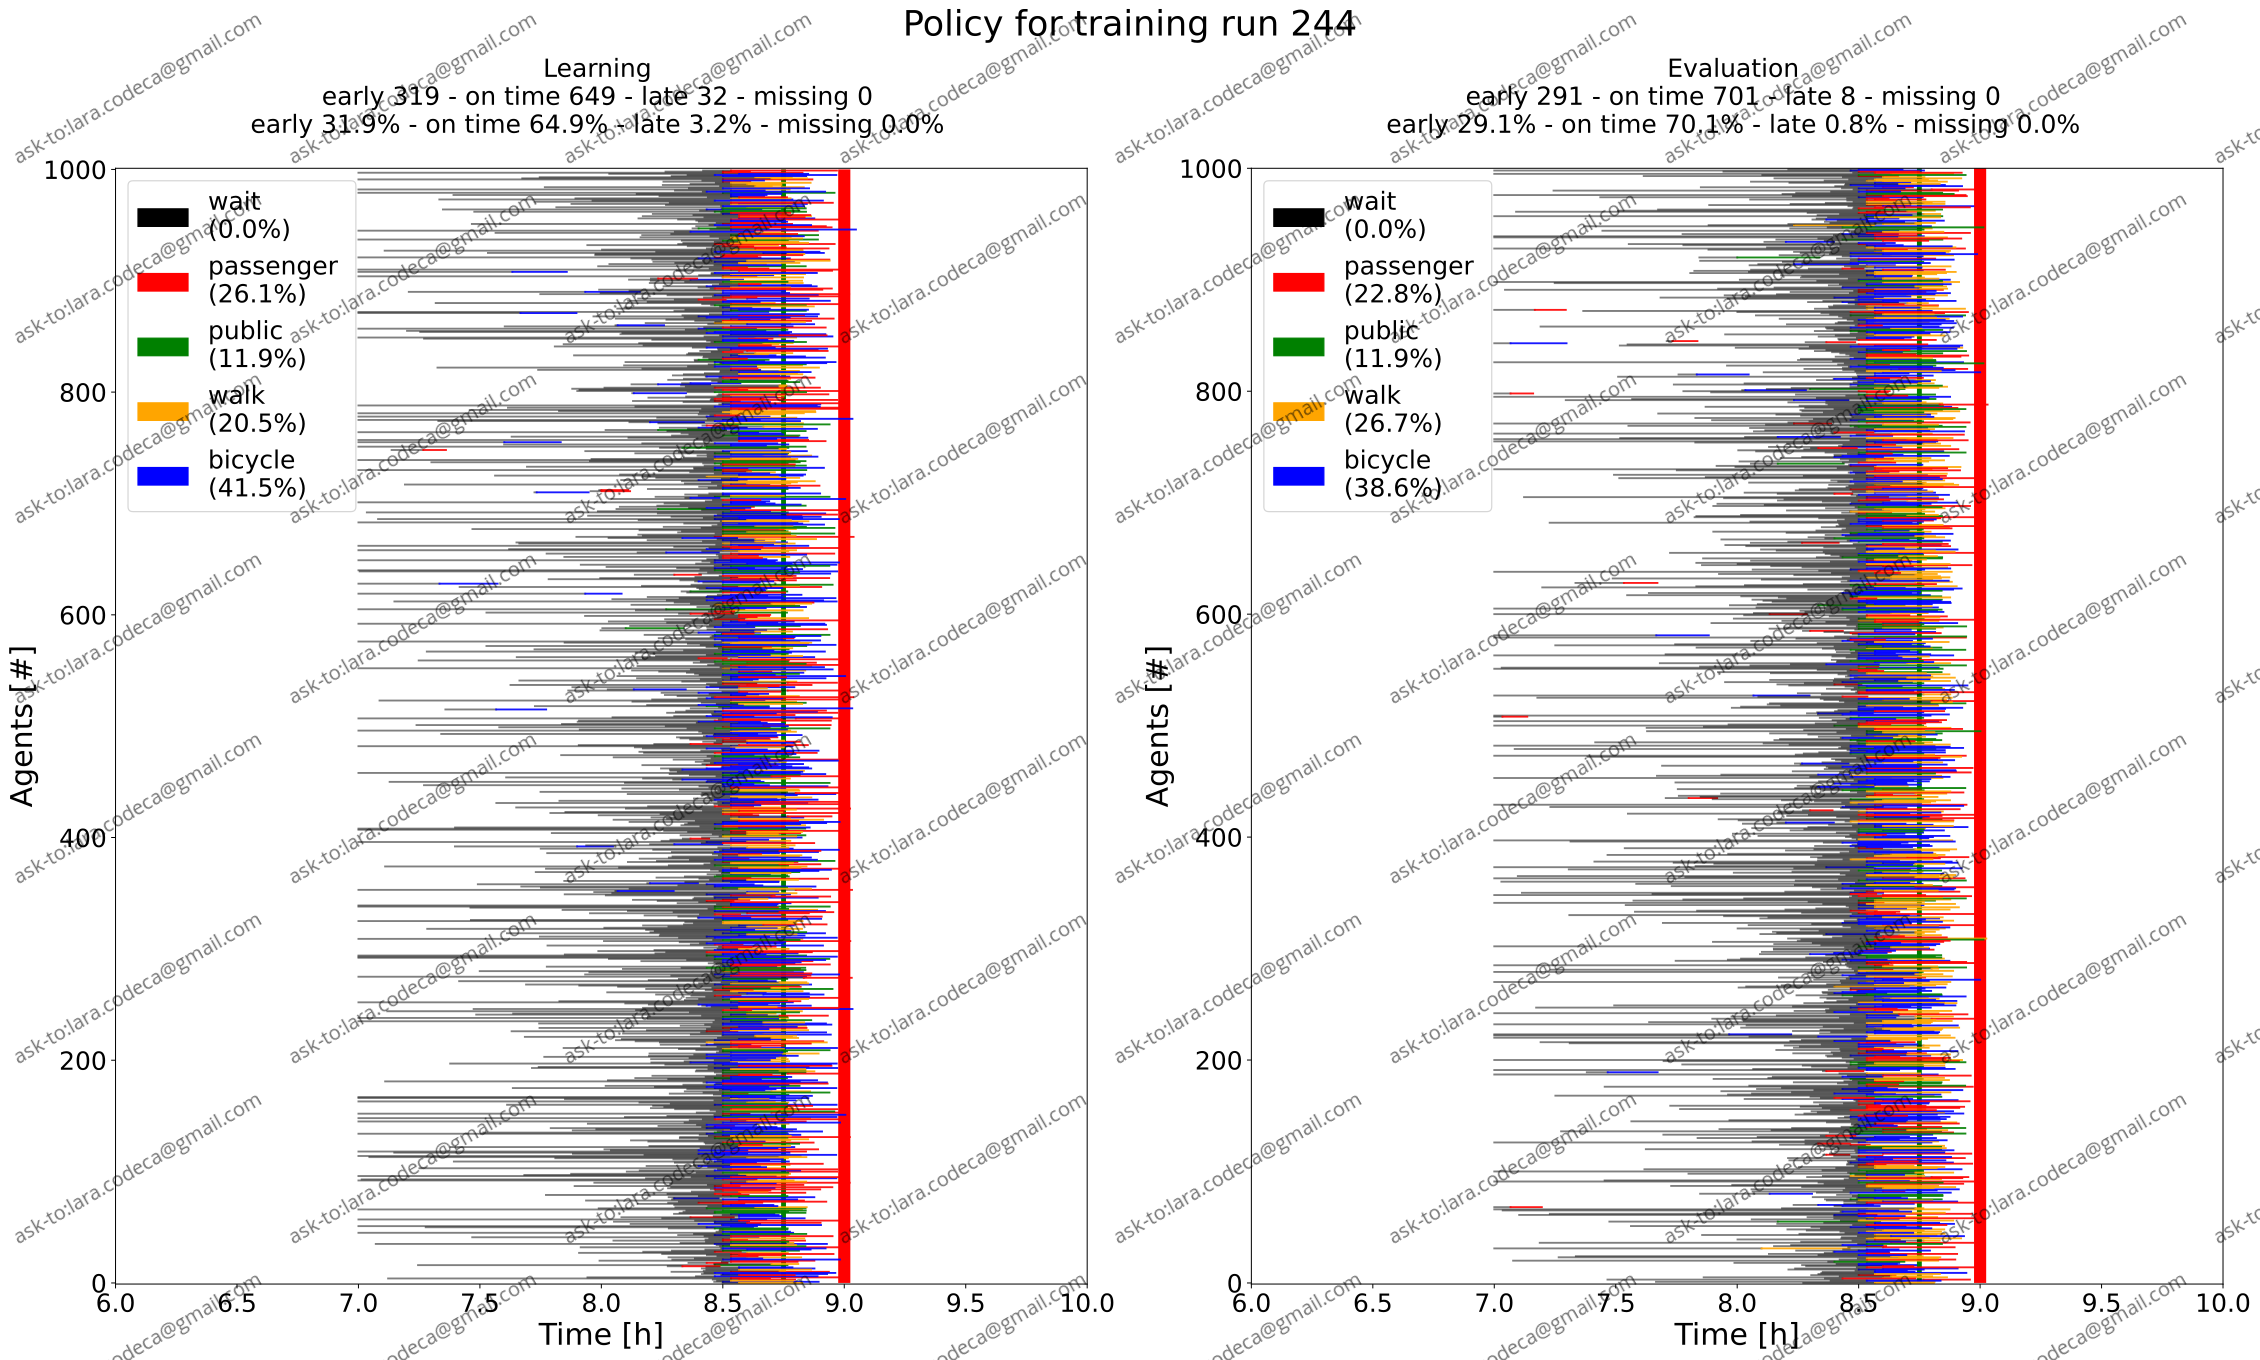 Policy for training run 244
Learning
early 319 - on time 649 - late 32 - missing 0
early 31.9% - on time 64.9% - late 3.2% - missing 0.0%
1000
800
600
400
200
0
Agents [#]
wait
(0.0%)
passenger
(26.1%)
public
(11.9%)
walk
(20.5%)
bicycle
(41.5%)
6.0 6.5 7.0 7.5 8.0 8.5 9.0 9.5 10.0
Time [h]
Evaluation
early 291 - on time 701 - late 8 - missing 0
early 29.1% - on time 70.1% - late 0.8% - missing 0.0%
1000
800
600
400
200
0
Agents [#]
wait
(0.0%)
passenger
(22.8%)
public
(11.9%)
walk
(26.7%)
bicycle
(38.6%)
6.0 6.5 7.0 7.5 8.0 8.5 9.0 9.5 10.0
Time [h]
ask-to:lara.codeca@gmail.com